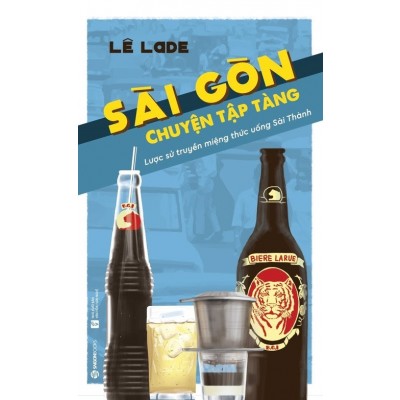 LÊ LADE
SÀI GÒN
CHUYỆN TẬP TÀNG
Lược sử truyền miệng thức uống Sài Thành
BIERE LARUE
B.G.I